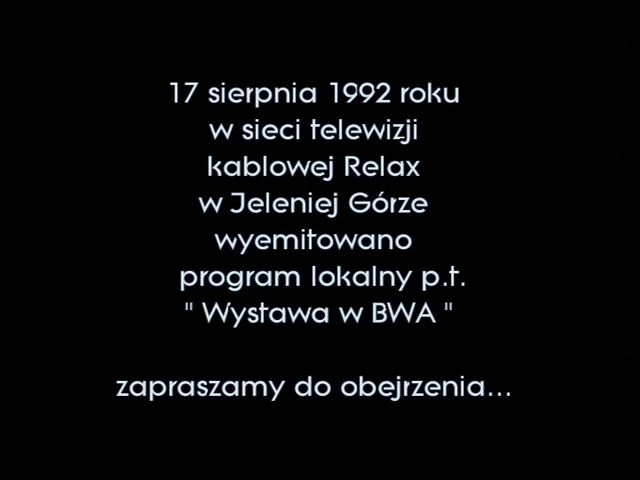 17 sierpnia 1992 roku
w sieci telewizji
kablowej Relax
w Jeleniej Górze
wyemitowano
program lokalny p.t.
" Wystawa w BWA "
zapraszamy do obejrzenia...